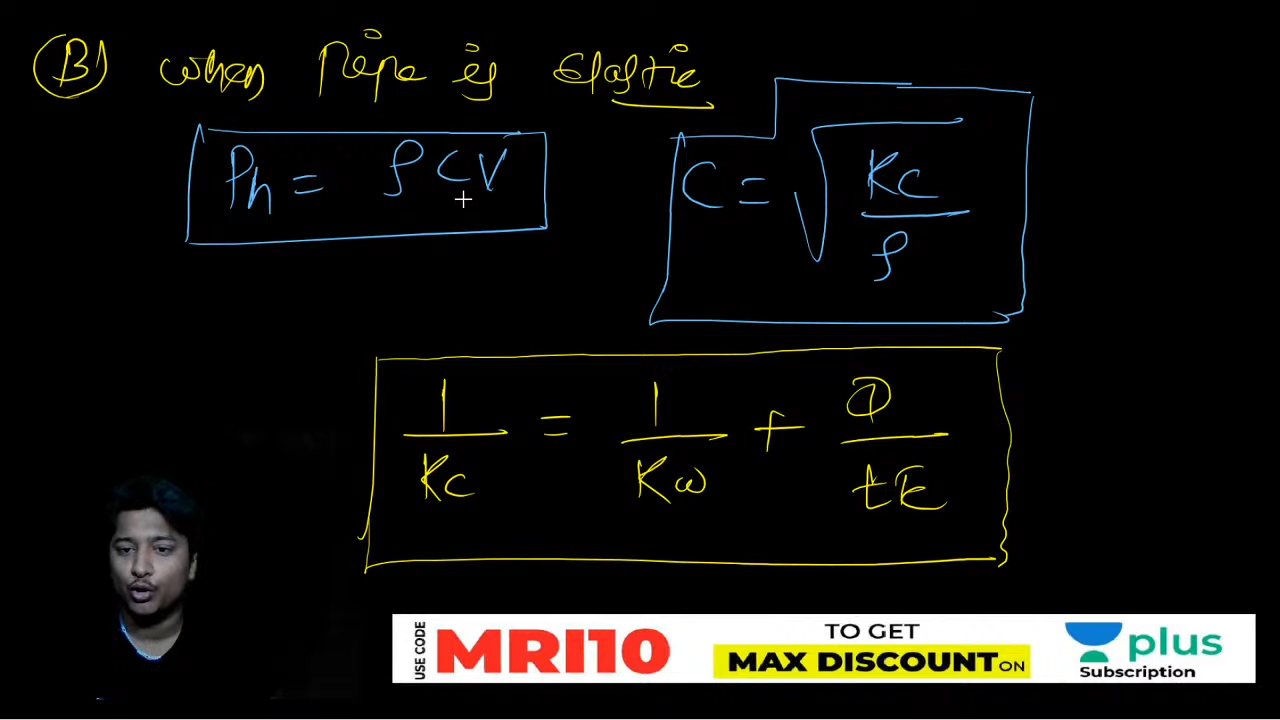 (B) when Pipe is Elastic
Ph = ρCV
C = √(Kc/ρ)
1/Kc = 1/Kω + D/tE
USE CODE MRI10 TO GET MAX DISCOUNT ON plus Subscription